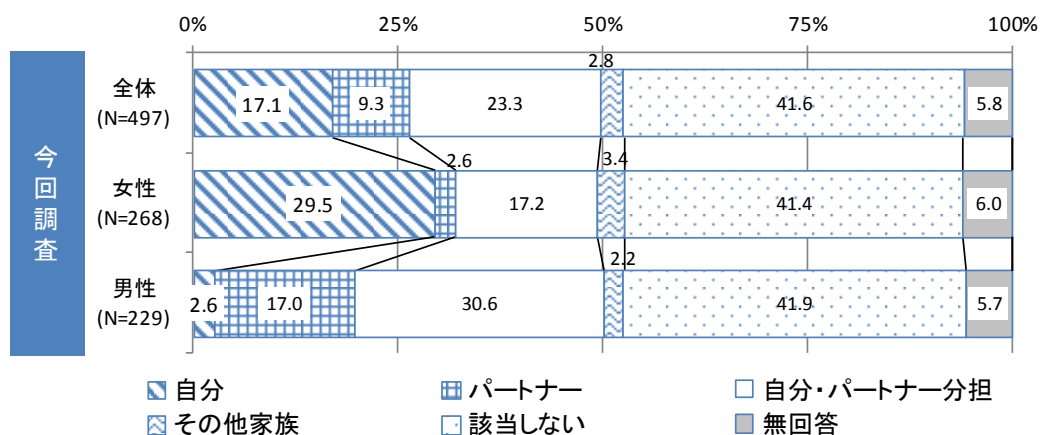 0%
25%
50%
75%
100%
今回調査
全体
(N=497)
17.1
9.3
23.3
2.8
41.6
5.8
女性
(N=268)
29.5
2.6
17.2
3.4
41.4
6.0
男性
(N=229)
2.6
17.0
30.6
2.2
41.9
5.7
自分
パートナー
自分・パートナー分担
その他家族
該当しない
無回答